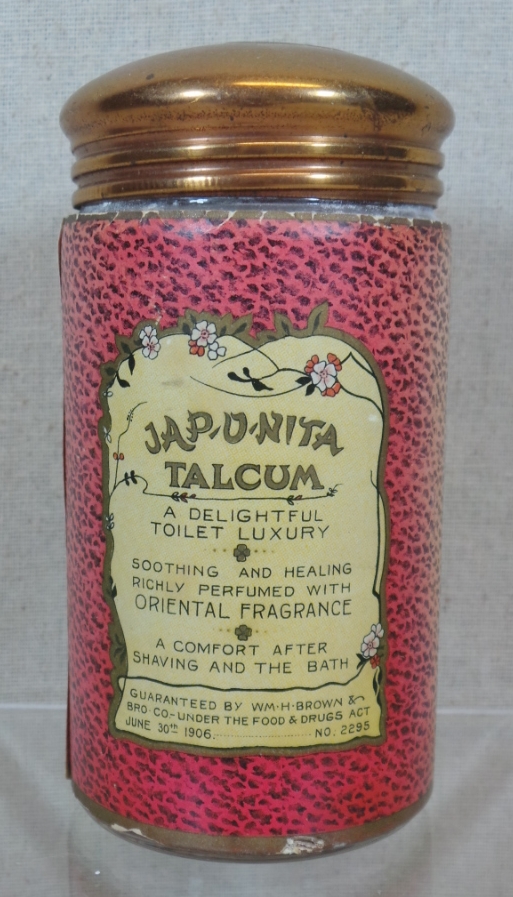 JAP·O·NITA
TALCUM
A DELIGHTFUL
TOILET LUXURY
SOOTHING AND HEALING
RICHLY PERFUMED WITH
ORIENTAL FRAGRANCE
A COMFORT AFTER
SHAVING AND THE BATH
GUARANTEED BY WM·H·BROWN &
BRO·CO·-UNDER THE FOOD & DRUGS ACT
JUNE 30th 1906. NO. 2295